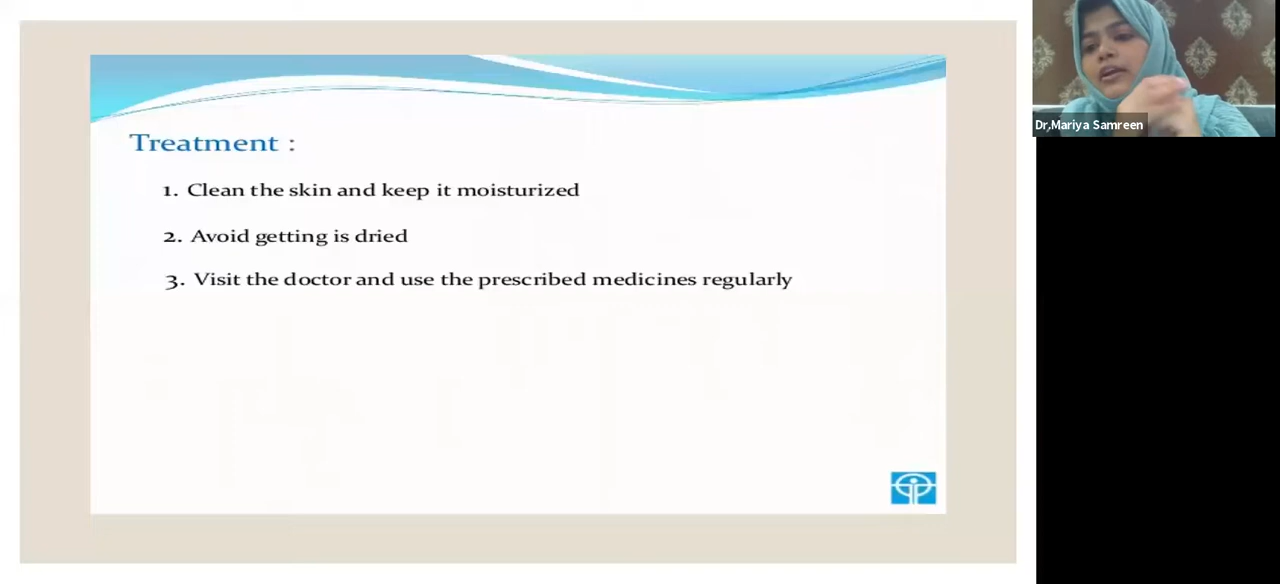 Treatment :
1. Clean the skin and keep it moisturized
2. Avoid getting is dried
3. Visit the doctor and use the prescribed medicines regularly
Dr,Mariya Samreen